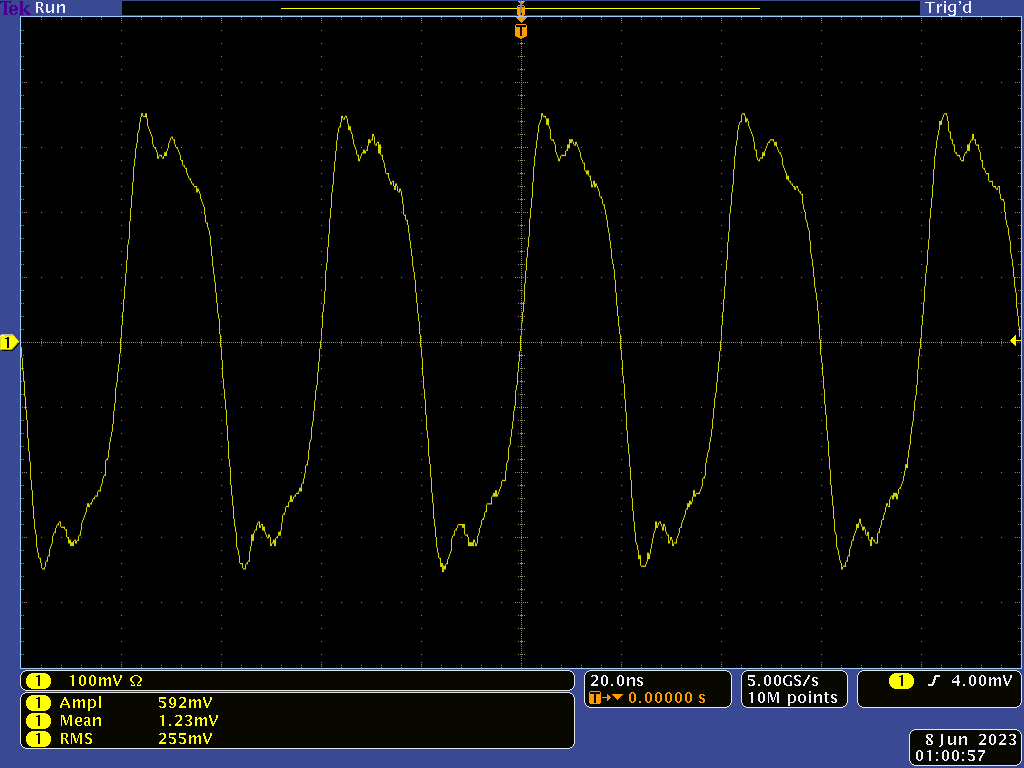 Tek Run Trig'd
T
T
1
1 100mV Ω
1 Ampl 592mV
1 Mean 1.23mV
1 RMS 255mV
20.0ns
T→▼ 0.00000 s
5.00GS/s
10M points
1 ƒ 4.00mV
8 Jun 2023
01:00:57